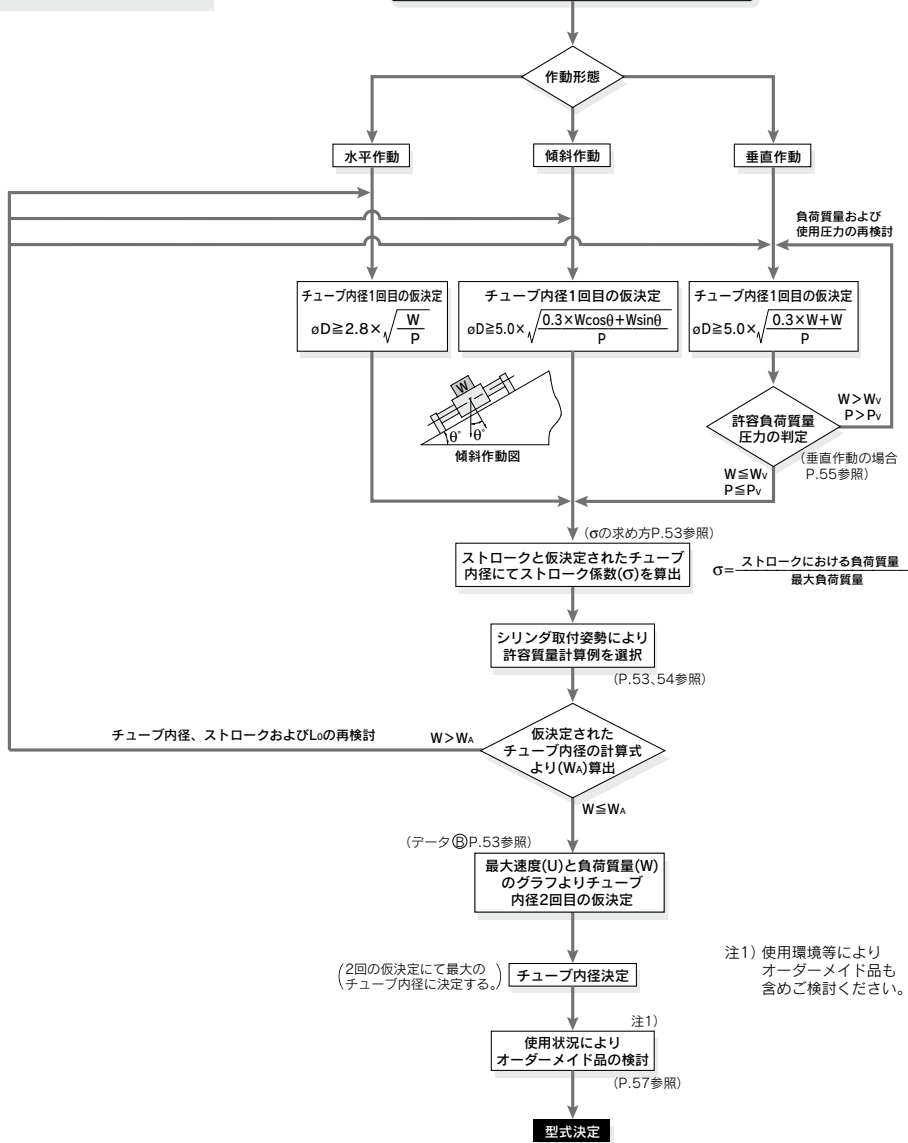 作動形態
水平作動
傾斜作動
垂直作動
負荷質量および
使用圧力の再検討
チューブ内径1回目の仮決定
øD≧2.8×√W/P
チューブ内径1回目の仮決定
øD≧5.0×√0.3×Wcosθ+Wsinθ/P
チューブ内径1回目の仮決定
øD≧5.0×√0.3×W+W/P
W
θ°
θ°
傾斜作動図
許容負荷質量
圧力の判定
W>Wv
P>Pv
(垂直作動の場合
P.55参照)
W≦Wv
P≦Pv
(σの求め方P.53参照)
ストロークと仮決定されたチューブ
内径にてストローク係数(σ)を算出
σ=ストロークにおける負荷質量/最大負荷質量
シリンダ取付姿勢により
許容質量計算例を選択
(P.53、54参照)
チューブ内径、ストロークおよびL₀の再検討
W>WA
仮決定された
チューブ内径の計算式
より(WA)算出
W≦WA
(データⒷP.53参照)
最大速度(U)と負荷質量(W)
のグラフよりチューブ
内径2回目の仮決定
(2回の仮決定にて最大の
チューブ内径に決定する。)
チューブ内径決定
注1) 使用環境等により
オーダーメイド品も
含めご検討ください。
注1)
使用状況により
オーダーメイド品の検討
(P.57参照)
型式決定